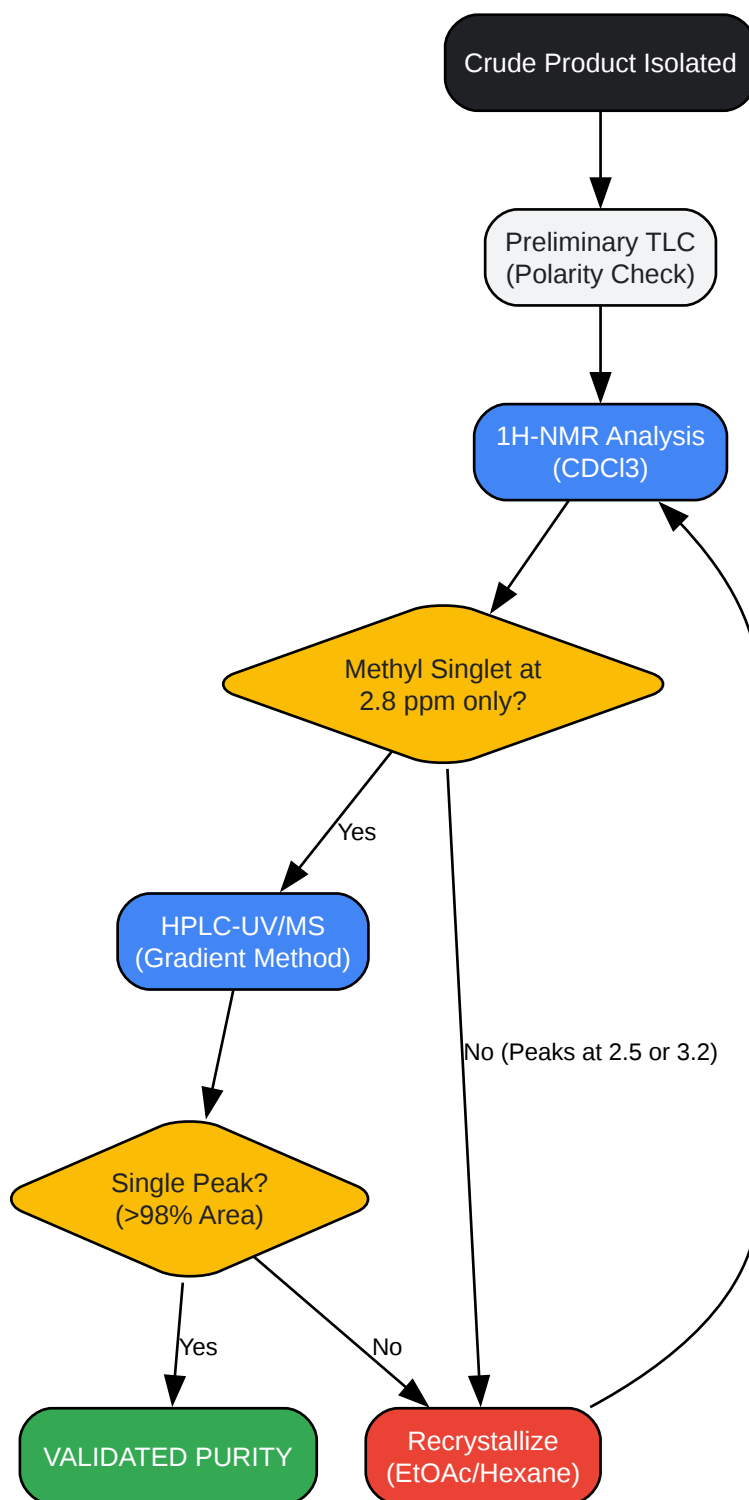 Crude Product Isolated
Preliminary TLC
(Polarity Check)
1H-NMR Analysis
(CDCl3)
Methyl Singlet at
2.8 ppm only?
Yes
HPLC-UV/MS
(Gradient Method)
No (Peaks at 2.5 or 3.2)
Single Peak?
(>98% Area)
Yes
No
VALIDATED PURITY
Recrystallize
(EtOAc/Hexane)